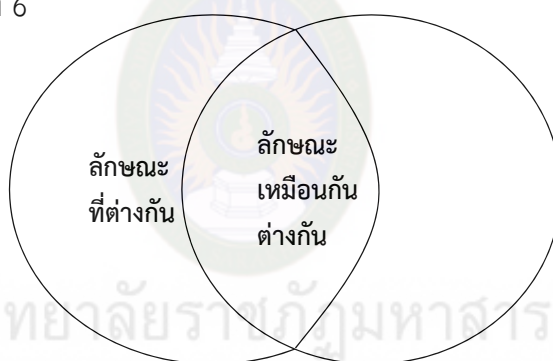 6
ลักษณะ
ที่ต่างกัน
ลักษณะ
เหมือนกัน
ต่างกัน
ทยาลัยราชภัฏมหาสาร